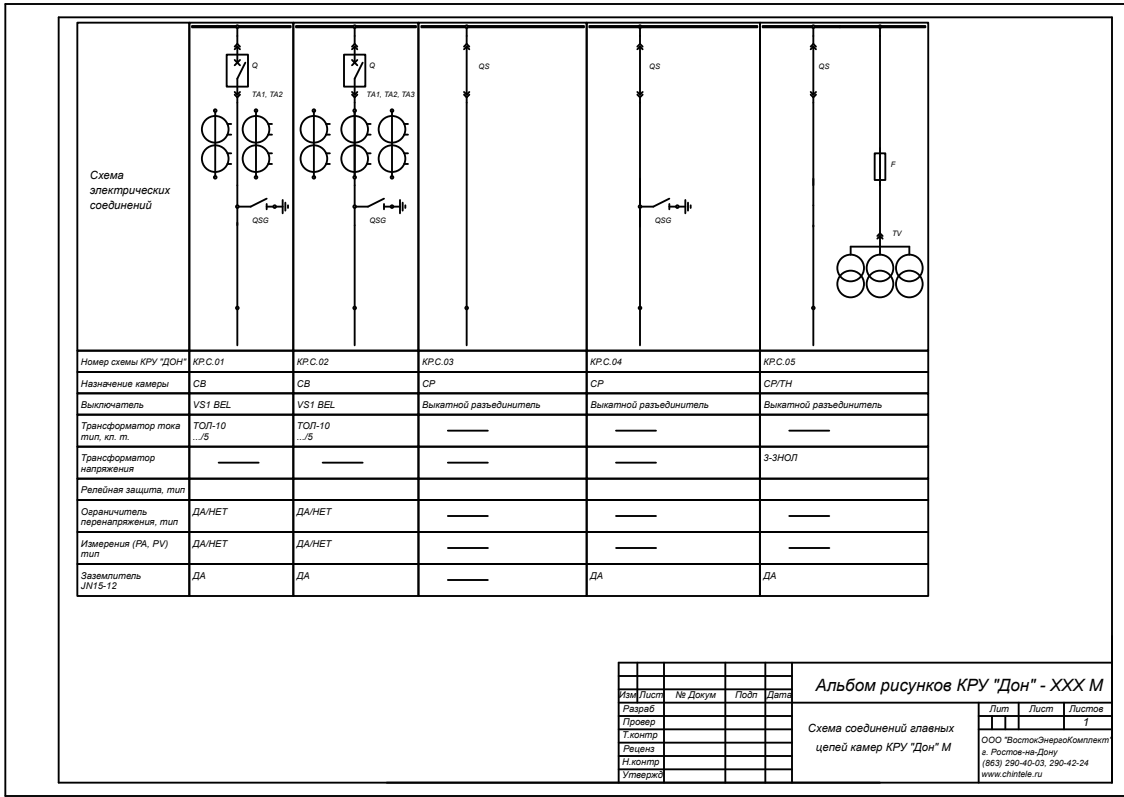 Схема
электрических
соединений
Q
TA1, TA2
QSG
Q
TA1, TA2, TA3
QSG
QS
QS
QSG
QS
F
TV
Номер схемы КРУ "ДОН" КР.С.01 КР.С.02 КР.С.03 КР.С.04 КР.С.05
Назначение камеры СВ СВ СР СР СР/ТН
Выключатель VS1 BEL VS1 BEL Выкатной разъединитель Выкатной разъединитель Выкатной разъединитель
Трансформатор тока ТОЛ-10 ТОЛ-10
тип, кл. т. .../5 .../5
Трансформатор 3-ЗНОЛ
напряжения
Релейная защита, тип
Ограничитель ДА/НЕТ ДА/НЕТ
перенапряжения, тип
Измерения (PA, PV) ДА/НЕТ ДА/НЕТ
тип
Заземлитель ДА ДА ДА ДА
JN15-12
Альбом рисунков КРУ "Дон" - ХХХ М
Изм Лист № Докум Подп Дата
Разраб
Провер
Т.контр
Реценз
Н.контр
Утвержд
Схема соединений главных
цепей камер КРУ "Дон" М
Лит Лист Листов
1
ООО "ВостокЭнергоКомплект"
г. Ростов-на-Дону
(863) 290-40-03, 290-42-24
www.chintele.ru